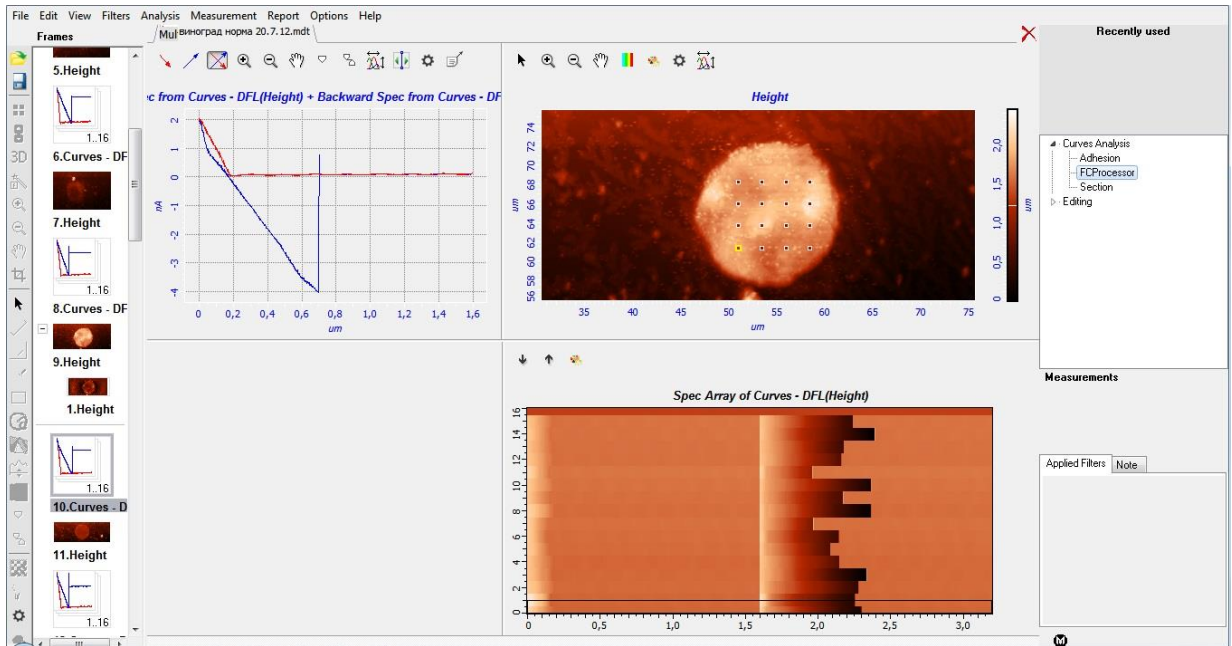 File Edit View Filters Analysis Measurement Report Options Help
Frames
5.Height
1..16
6.Curves - DF
7.Height
1..16
8.Curves - DF
9.Height
1.Height
1..16
10.Curves - D
11.Height
1..16
3D
Mul
виноград норма 20.7.12.mdt
ec from Curves - DFL(Height) + Backward Spec from Curves - DF
nA
2
1
0
-1
-2
-3
-4
0 0,2 0,4 0,6 0,8 1,0 1,2 1,4 1,6
um
Height
um
74
72
70
68
66
64
62
60
58
56
35 40 45 50 55 60 65 70 75
um
2,0
1,5
1,0
0,5
0
um
Spec Array of Curves - DFL(Height)
16
14
12
10
8
6
4
2
0
0 0,5 1,0 1,5 2,0 2,5 3,0
Recently used
Curves Analysis
Adhesion
FCProcessor
Section
Editing
Measurements
Applied Filters Note
M